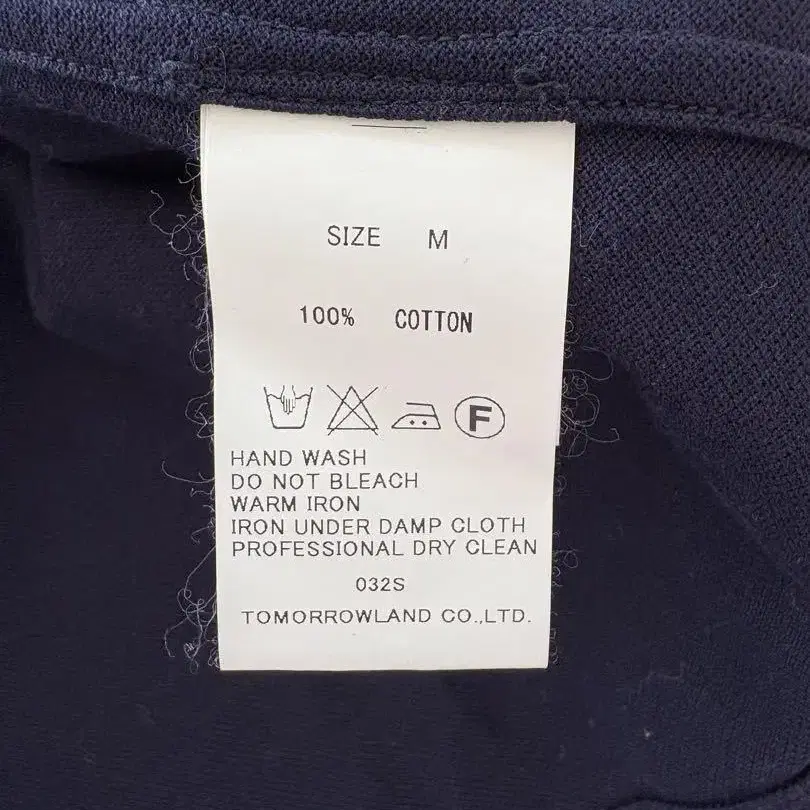 SIZE M
100% COTTON
F
HAND WASH
DO NOT BLEACH
WARM IRON
IRON UNDER DAMP CLOTH
PROFESSIONAL DRY CLEAN
032S
TOMORROWLAND CO.,LTD.